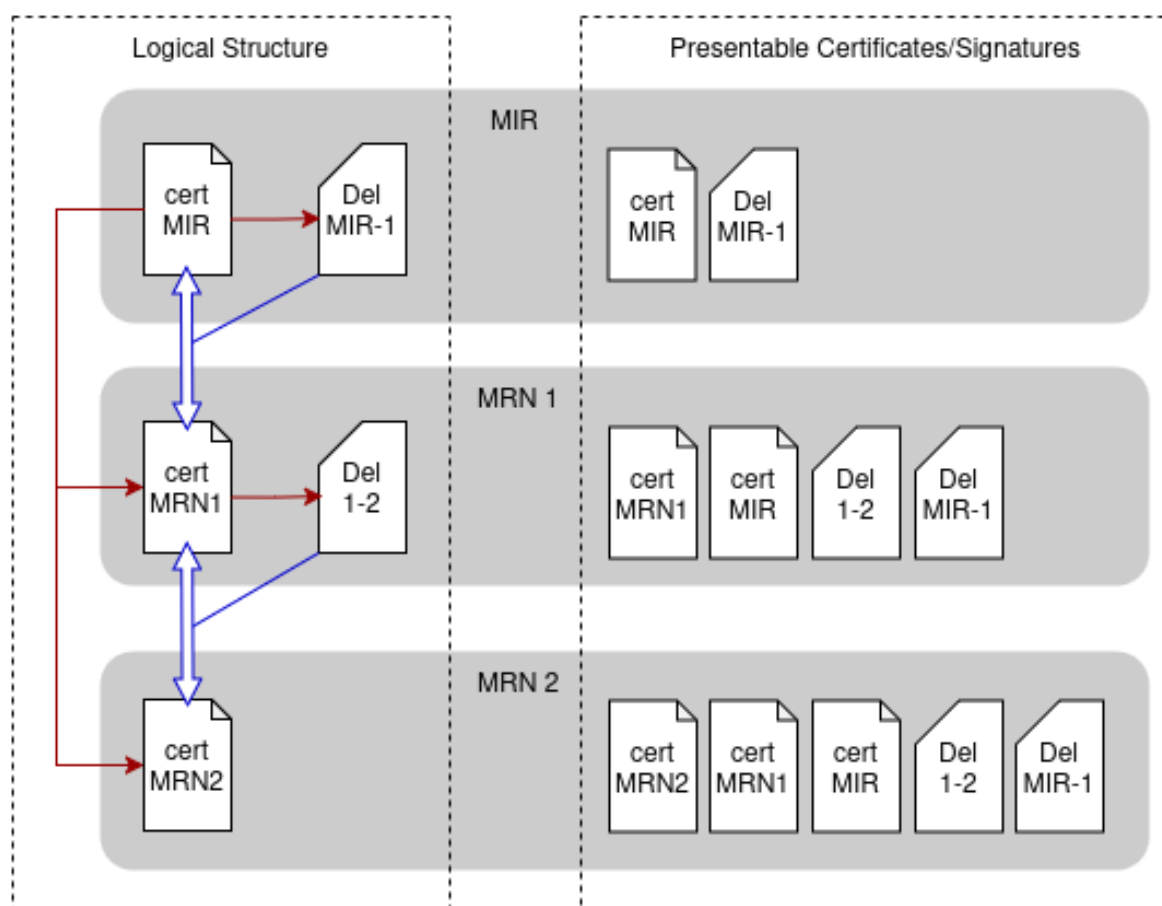 Logical Structure
Presentable Certificates/Signatures
MIR
cert
MIR
Del
MIR-1
cert
MIR
Del
MIR-1
MRN 1
cert
MRN1
Del
1-2
cert
MRN1
cert
MIR
Del
1-2
Del
MIR-1
MRN 2
cert
MRN2
cert
MRN2
cert
MRN1
cert
MIR
Del
1-2
Del
MIR-1